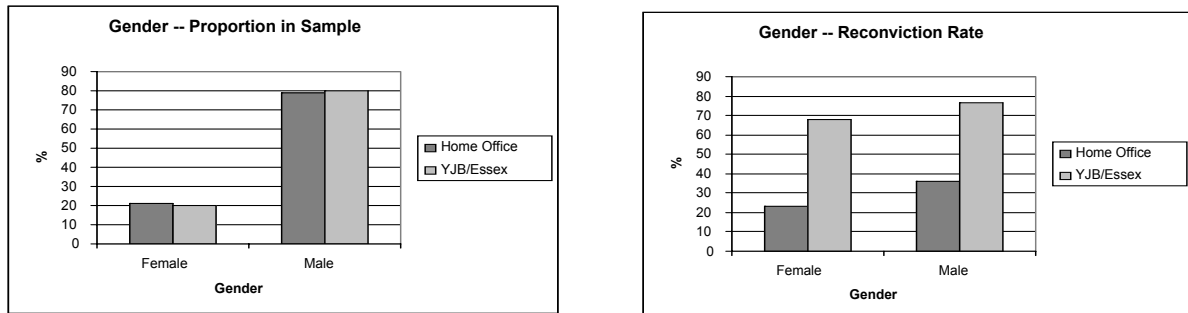 Gender -- Proportion in Sample
90
80
70
60
50
40
30
20
10
0
%
Female
Male
Gender
Home Office
YJB/Essex
Gender -- Reconviction Rate
90
80
70
60
50
40
30
20
10
0
%
Female
Male
Gender
Home Office
YJB/Essex